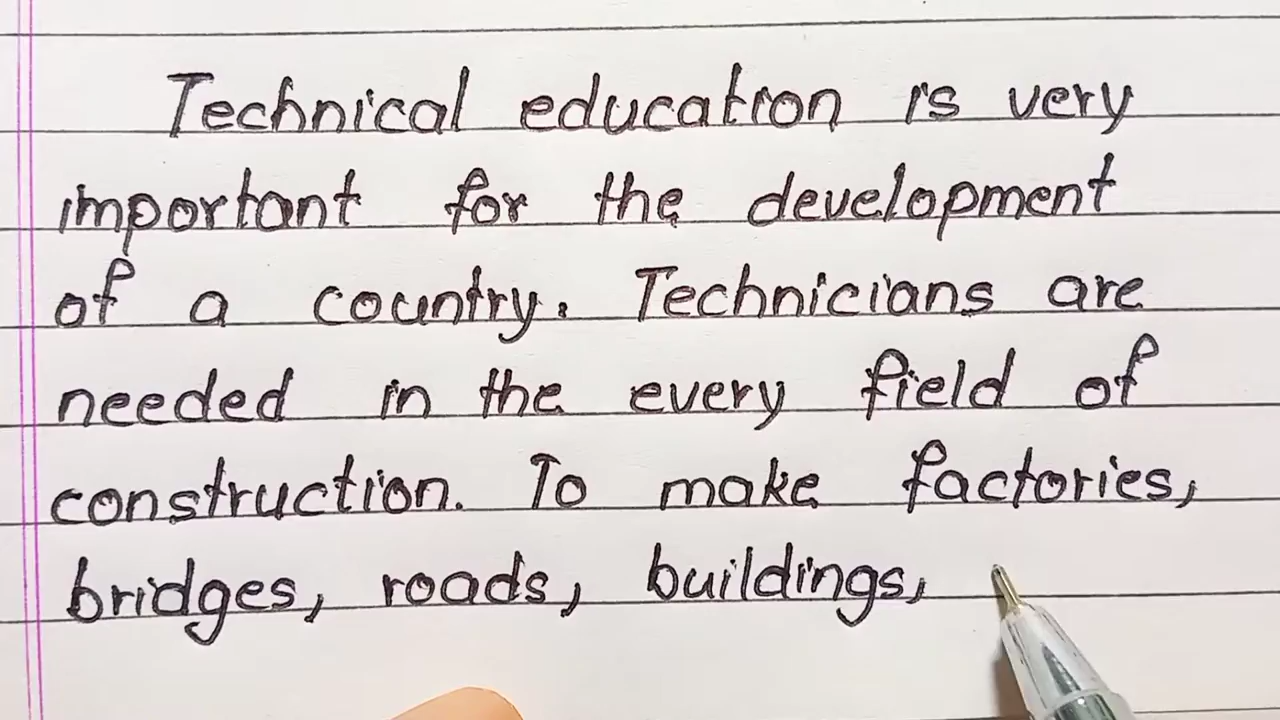 Technical education is very
important for the development
of a country. Technicians are
needed in the every field of
construction. To make factories,
bridges, roads, buildings,